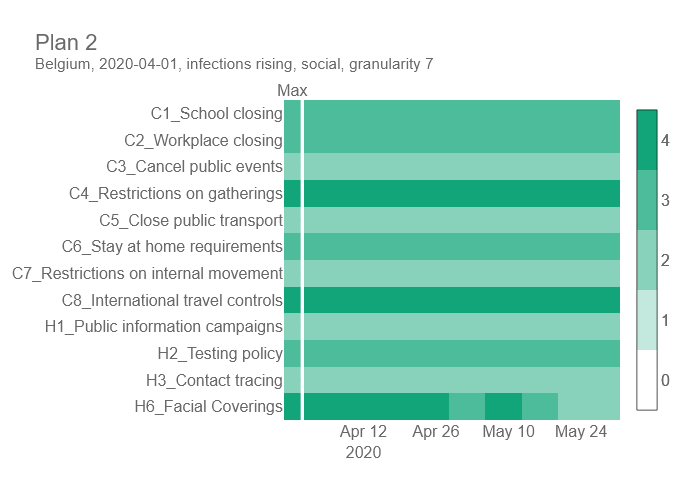 Plan 2
Belgium, 2020-04-01, infections rising, social, granularity 7
Max
C1_School closing
C2_Workplace closing
C3_Cancel public events
C4_Restrictions on gatherings
C5_Close public transport
C6_Stay at home requirements
C7_Restrictions on internal movement
C8_International travel controls
H1_Public information campaigns
H2_Testing policy
H3_Contact tracing
H6_Facial Coverings
Apr 12 Apr 26 May 10 May 24
2020
4
3
2
1
0